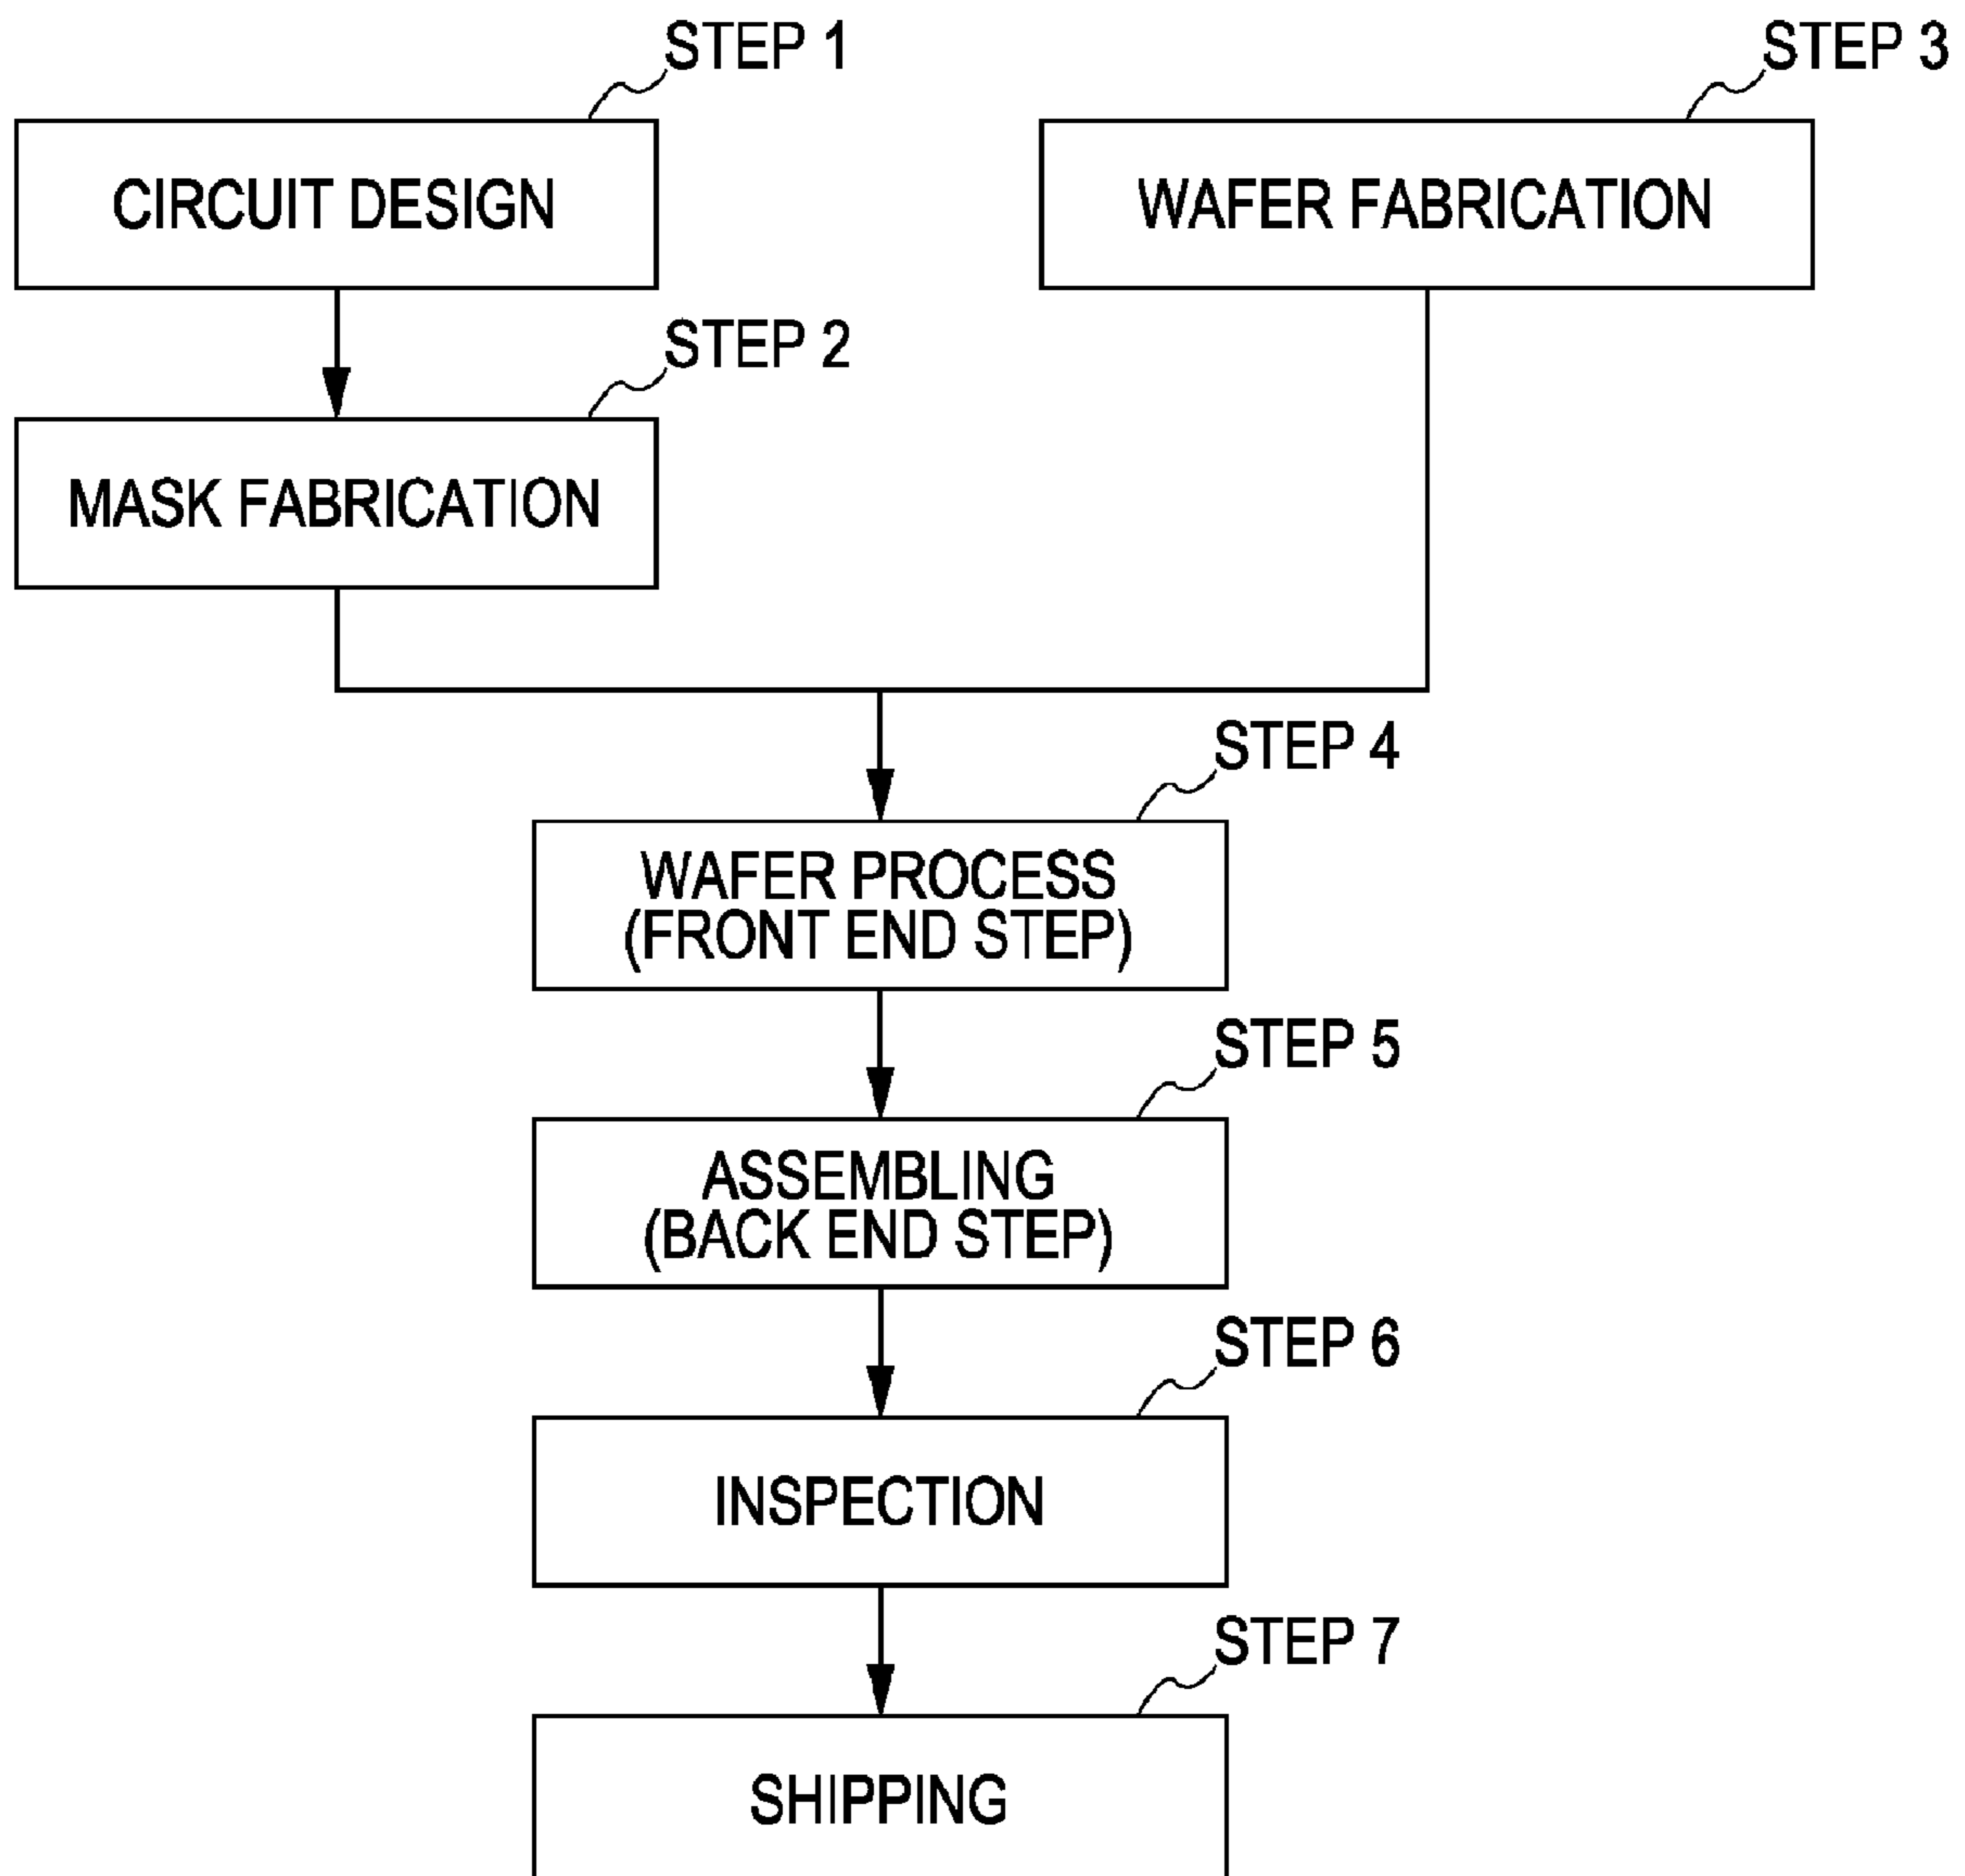 STEP 1
CIRCUIT DESIGN
STEP 2
MASK FABRICATION
STEP 3
WAFER FABRICATION
STEP 4
WAFER PROCESS
(FRONT END STEP)
STEP 5
ASSEMBLING
(BACK END STEP)
STEP 6
INSPECTION
STEP 7
SHIPPING